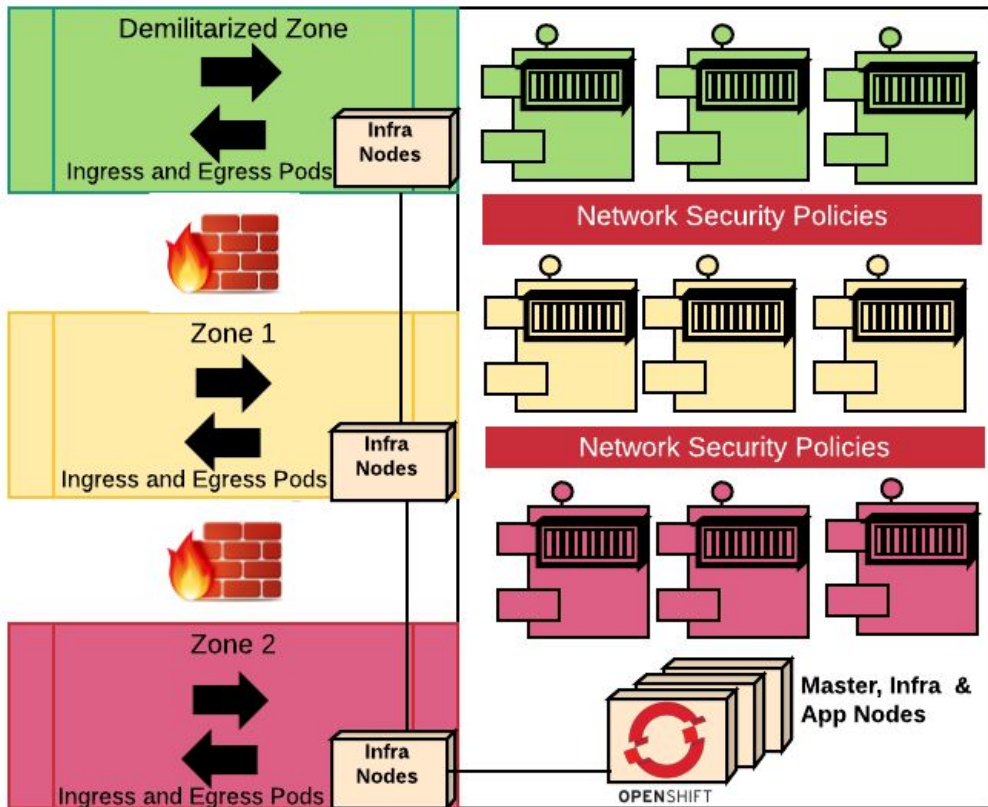 Demilitarized Zone
Infra
Nodes
Ingress and Egress Pods
Network Security Policies
Zone 1
Infra
Nodes
Ingress and Egress Pods
Network Security Policies
Zone 2
Infra
Nodes
Ingress and Egress Pods
Master, Infra &
App Nodes
OPENSHIFT